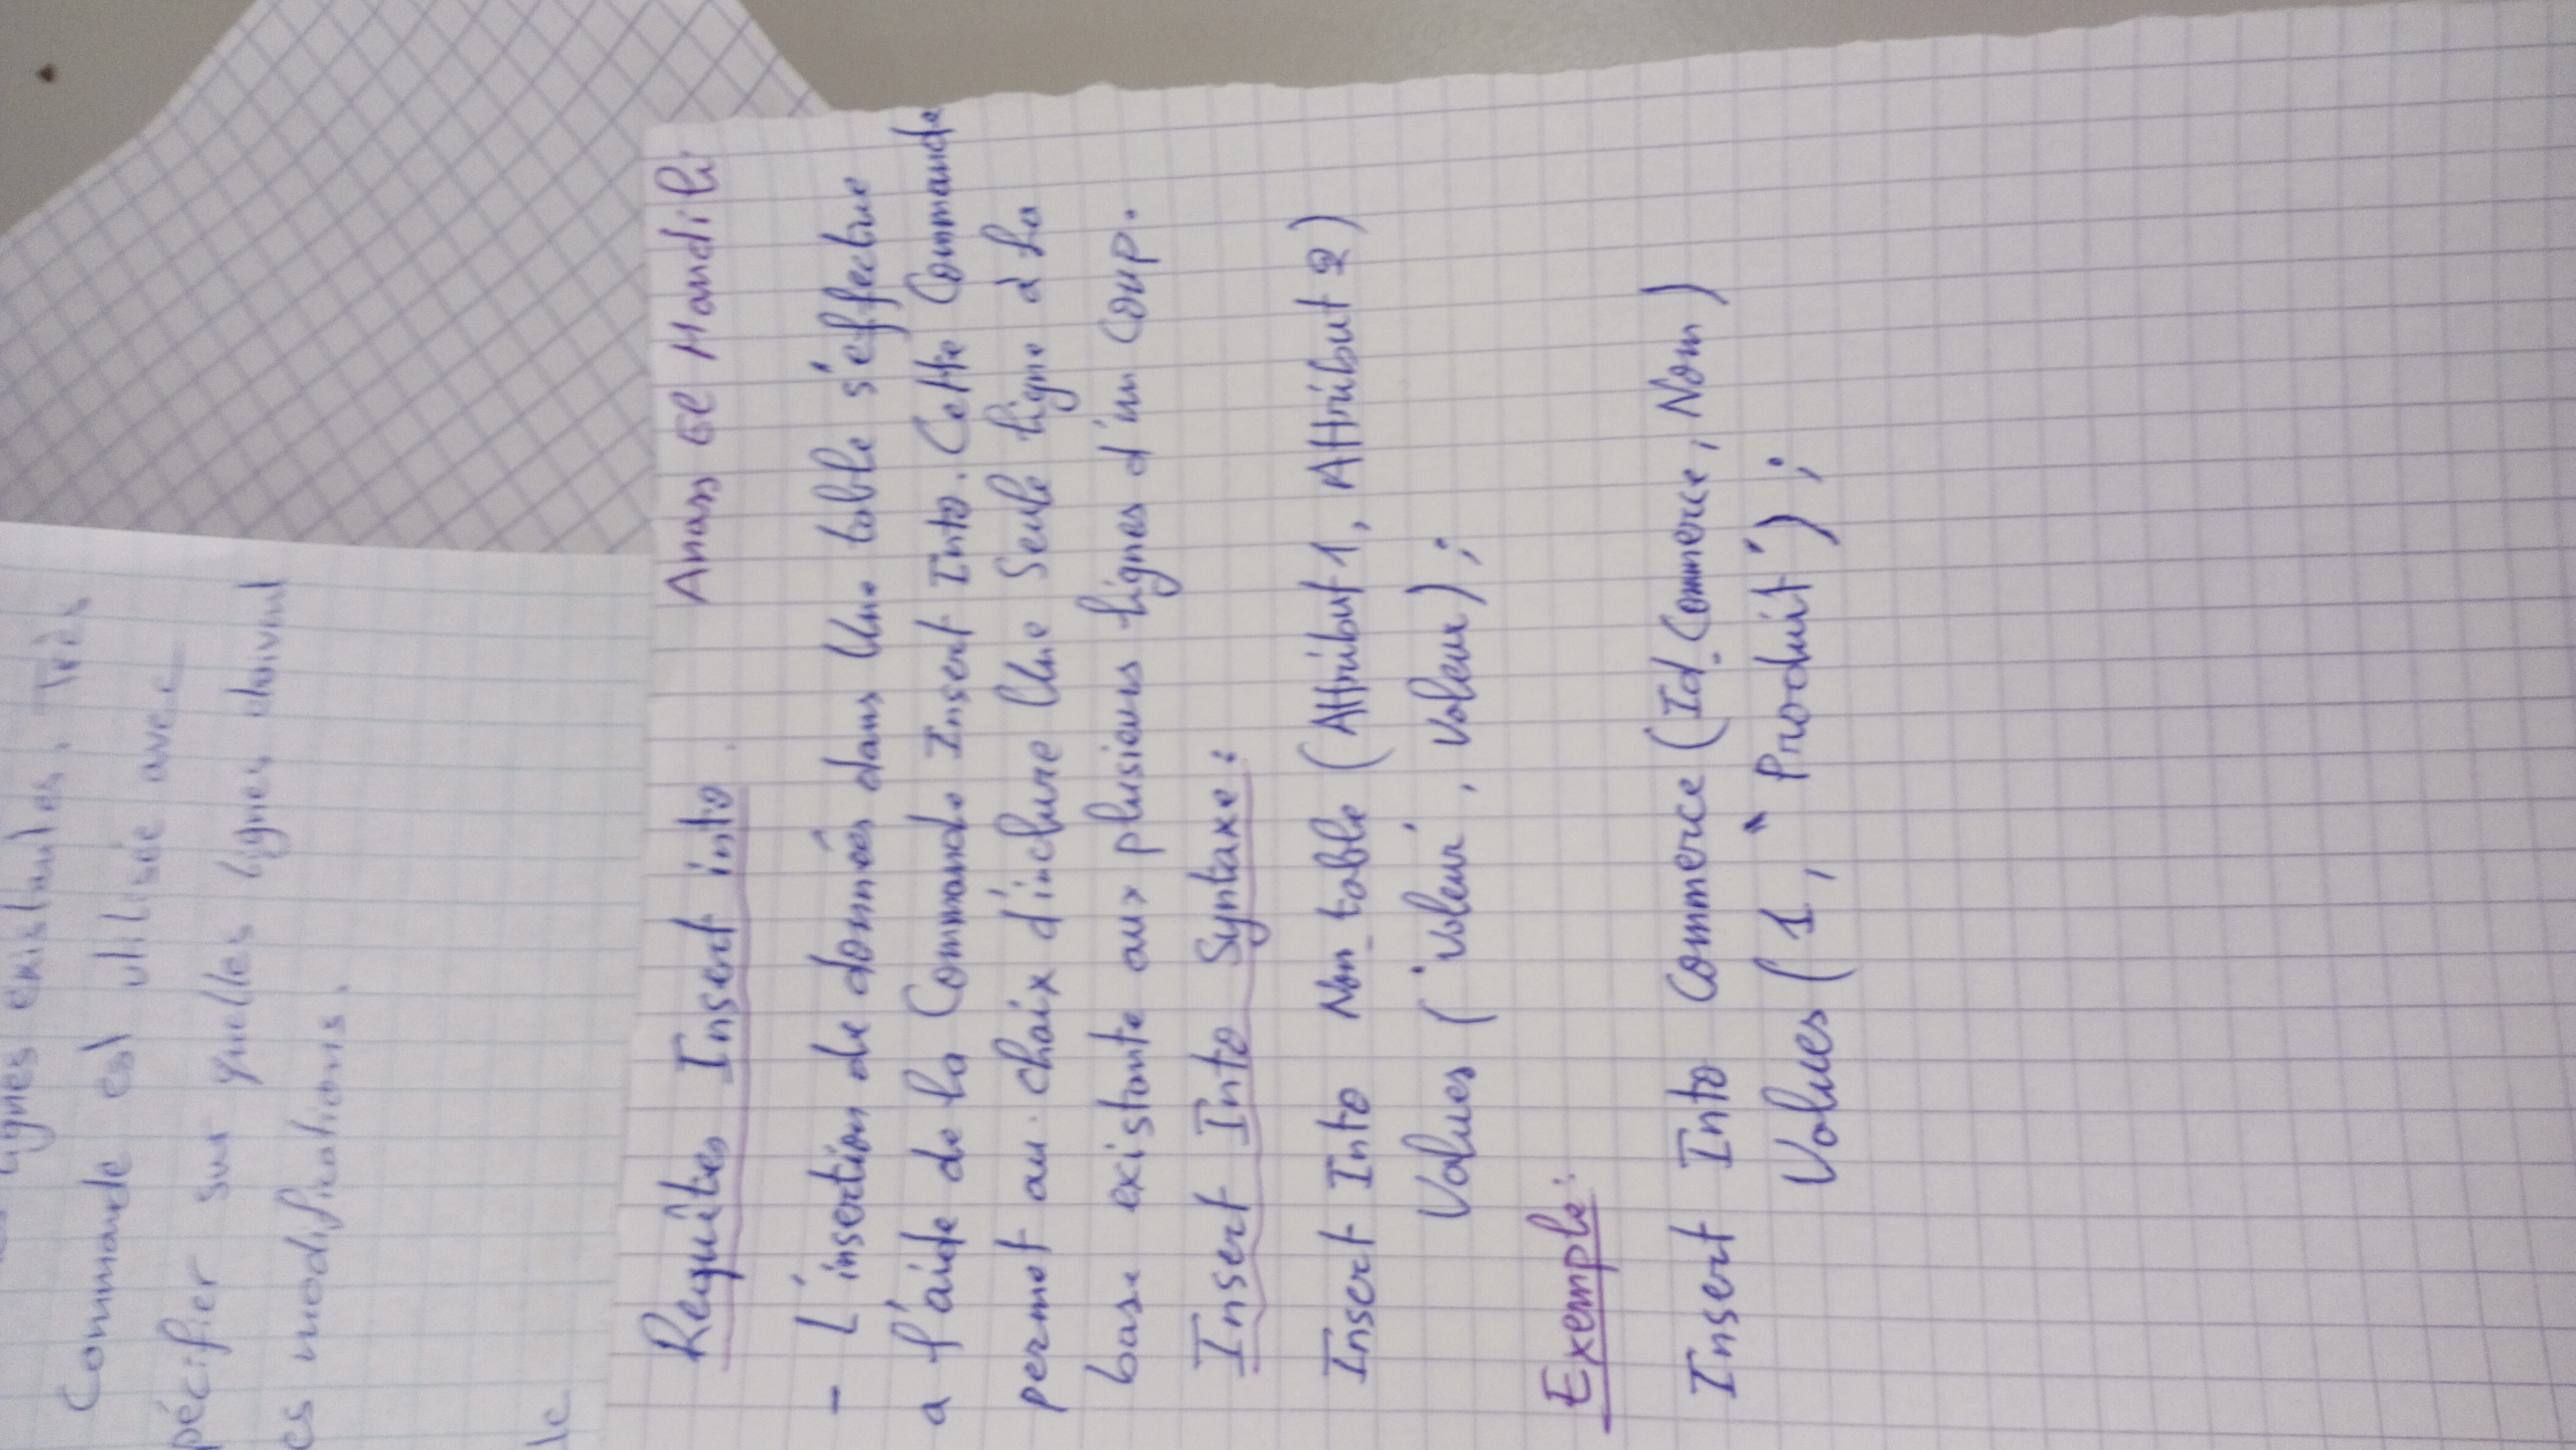 lignes existantes. Très
Commande est utilisée avec
pécifier sur quelles lignes doivent
es modifications.
le
Requîtes Insert into. Anass El Handili
- L'insertion de données dans Une table s'effectue
a l'aide de la Commande Insert Into. Cette Commande
permet au choix d'inclure Une Seule ligne à la
base existante aux plusieurs lignes d'un coup.
Insert Into Syntaxe:
Insert Into Nom_table (Attribut 1, Attribut 2)
Values ('valeur', valeur);
Exemple:
Insert Into Commerce (Id_Commerce, Nom)
Values (1, "Produit");